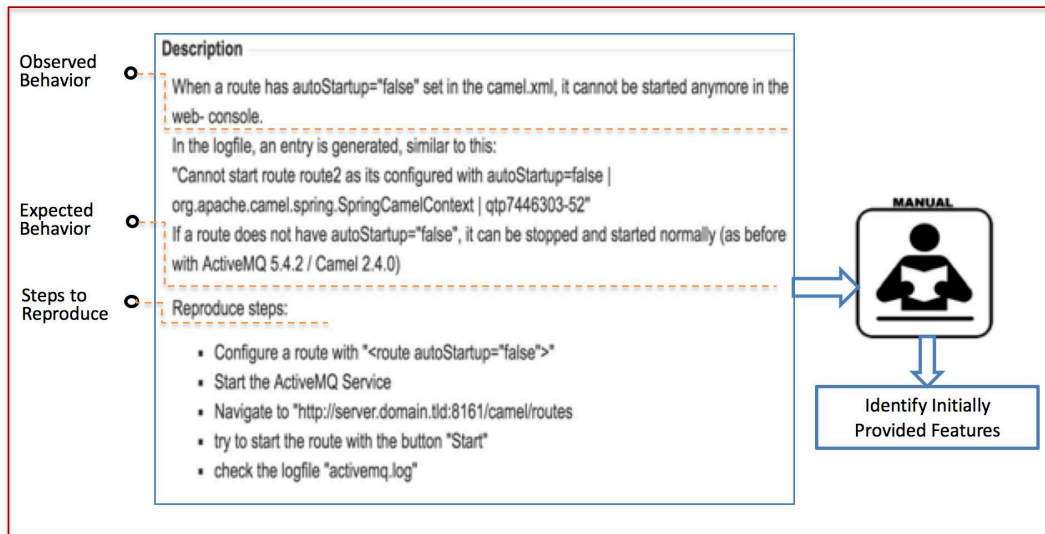 Observed
Behavior
Expected
Behavior
Steps to
Reproduce
Description
When a route has autoStartup="false" set in the camel.xml, it cannot be started anymore in the
web- console.
In the logfile, an entry is generated, similar to this:
"Cannot start route route2 as its configured with autoStartup=false |
org.apache.camel.spring.SpringCamelContext | qtp7446303-52"
If a route does not have autoStartup="false", it can be stopped and started normally (as before
with ActiveMQ 5.4.2 / Camel 2.4.0)
Reproduce steps:
▪ Configure a route with "<route autoStartup="false">"
▪ Start the ActiveMQ Service
▪ Navigate to "http://server.domain.tld:8161/camel/routes
▪ try to start the route with the button "Start"
▪ check the logfile "activemq.log"
MANUAL
Identify Initially
Provided Features